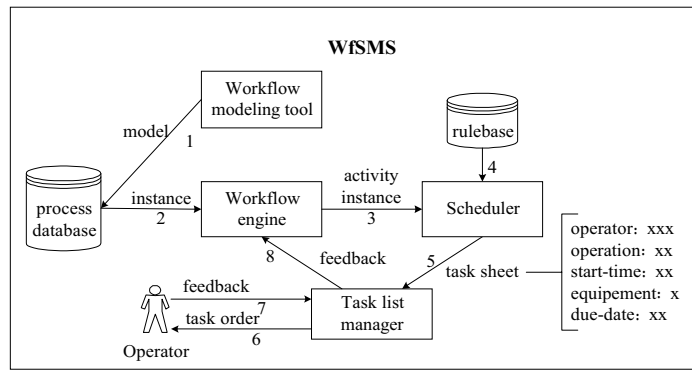 WfSMS
Workflow
modeling tool
model
1
rulebase
4
process
database
instance
2
Workflow
engine
activity
instance
3
Scheduler
operator: xxx
operation: xx
start-time: xx
equipement: x
due-date: xx
8
feedback
5
task sheet
feedback
7
task order
6
Task list
manager
Operator